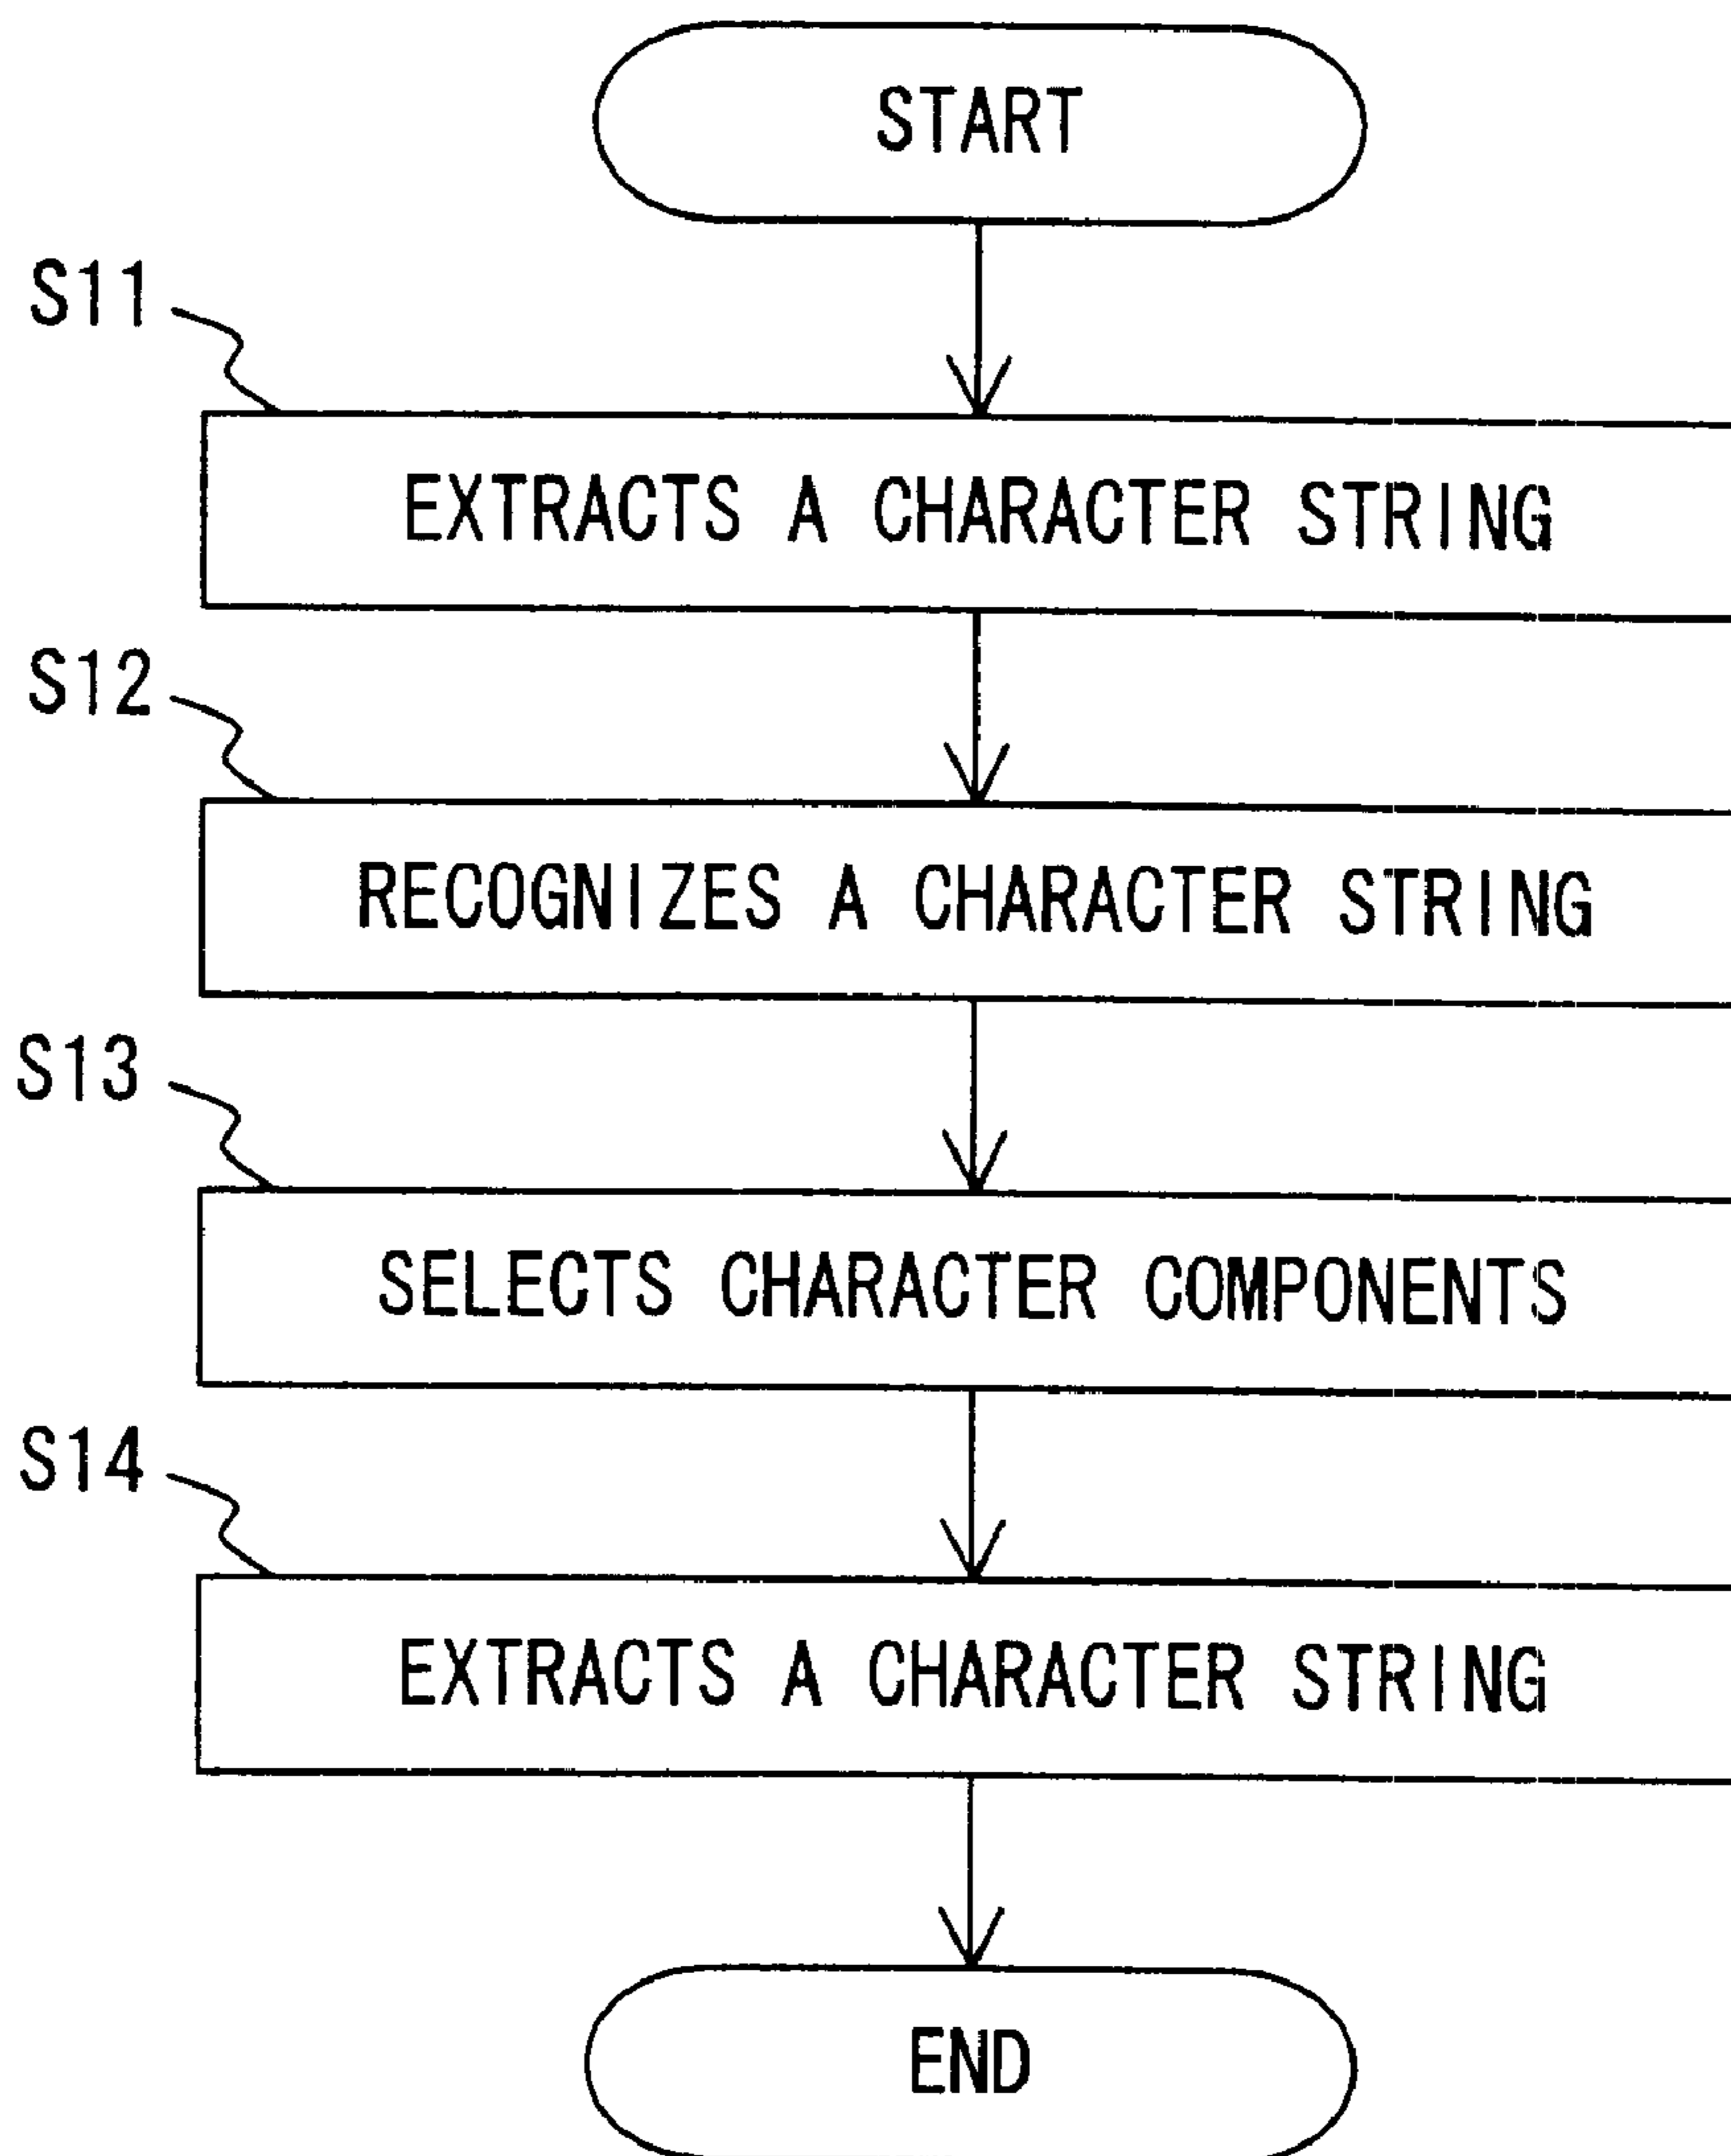 START
S11
EXTRACTS A CHARACTER STRING
S12
RECOGNIZES A CHARACTER STRING
S13
SELECTS CHARACTER COMPONENTS
S14
EXTRACTS A CHARACTER STRING
END